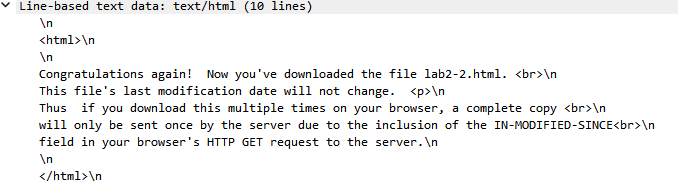 Line-based text data: text/html (10 lines)
\n
<html>\n
\n
Congratulations again!  Now you've downloaded the file lab2-2.html. <br>\n
This file's last modification date will not change.  <p>\n
Thus  if you download this multiple times on your browser, a complete copy <br>\n
will only be sent once by the server due to the inclusion of the IN-MODIFIED-SINCE<br>\n
field in your browser's HTTP GET request to the server.\n
\n
</html>\n